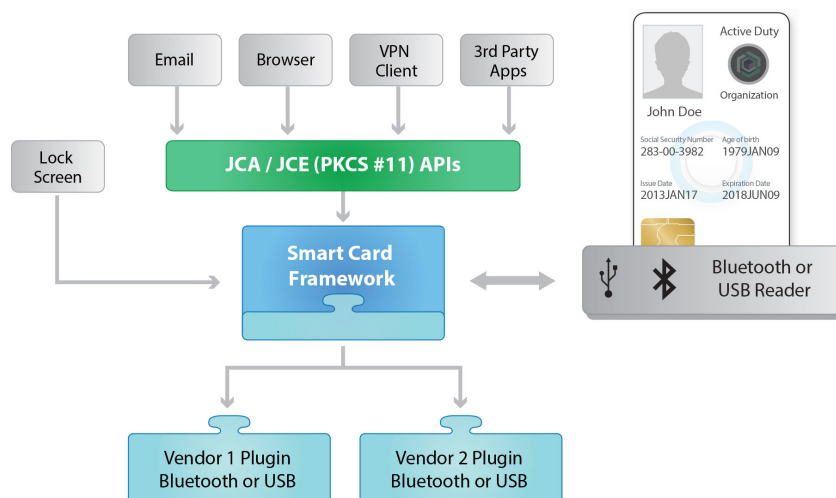 Email
Browser
VPN
Client
3rd Party
Apps
Lock
Screen
JCA / JCE (PKCS #11) APIs
Smart Card
Framework
Vendor 1 Plugin
Bluetooth or USB
Vendor 2 Plugin
Bluetooth or USB
Active Duty
Organization
John Doe
Social Security Number Age of birth
283-00-3982 1979JAN09
Issue Date Expiration Date
2013JAN17 2018JUN09
Bluetooth or
USB Reader